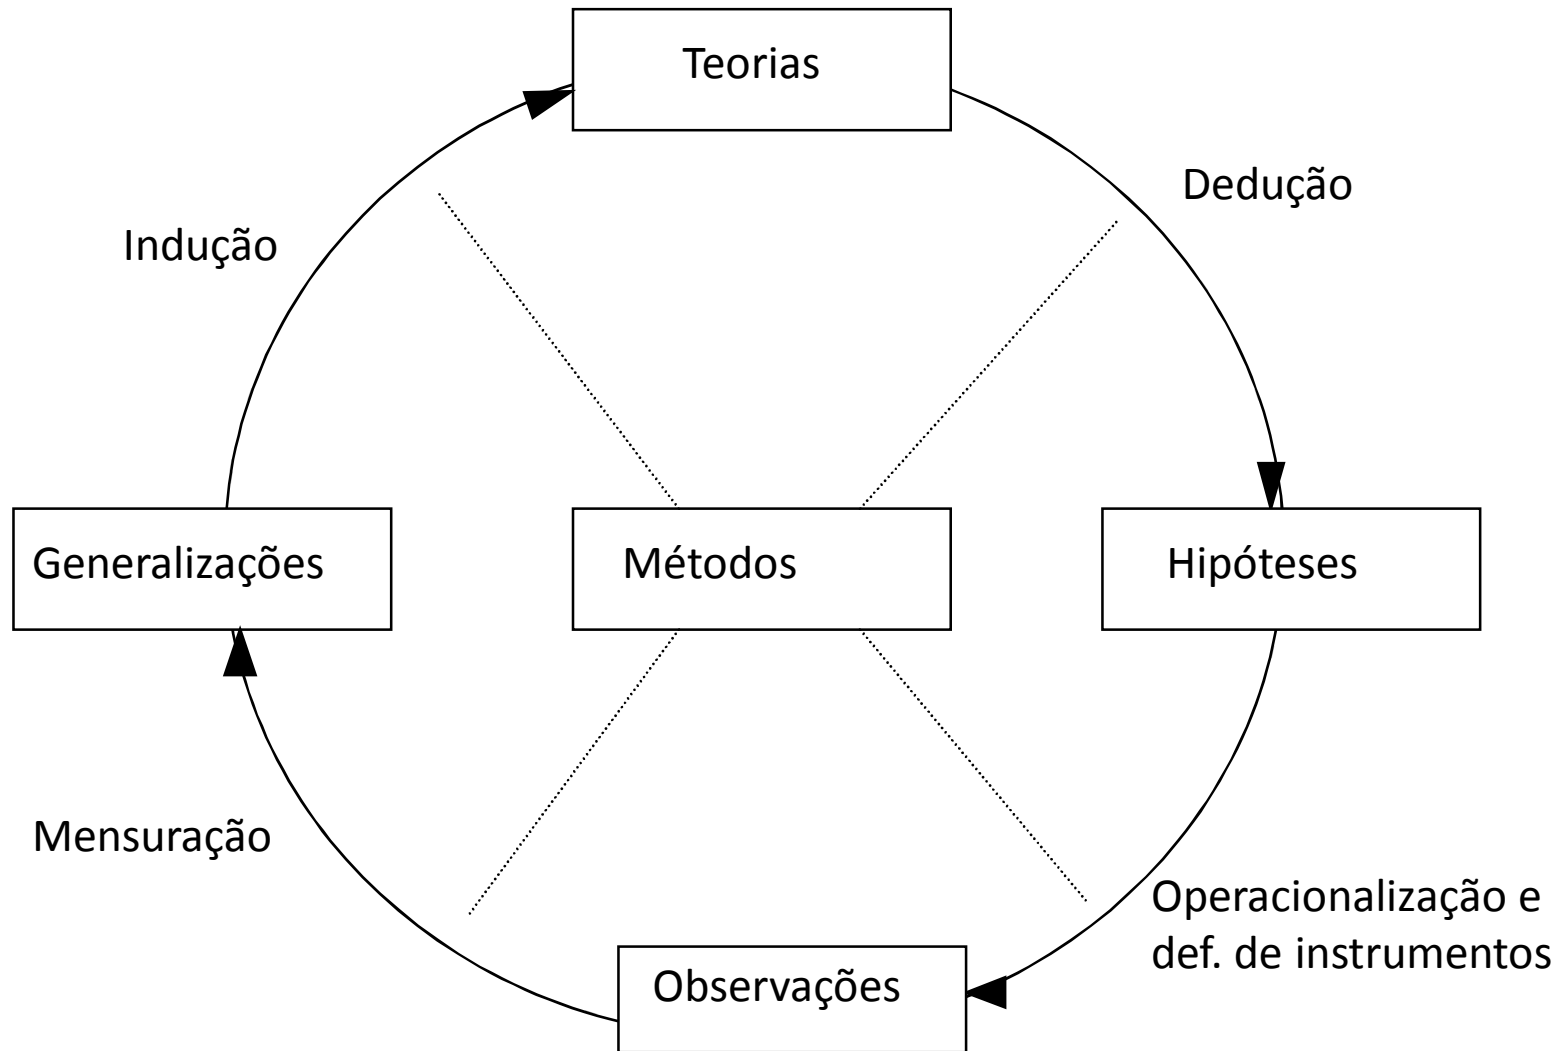 Teorias
Dedução
Indução
Generalizações
Métodos
Hipóteses
Mensuração
Operacionalização e
def. de instrumentos
Observações